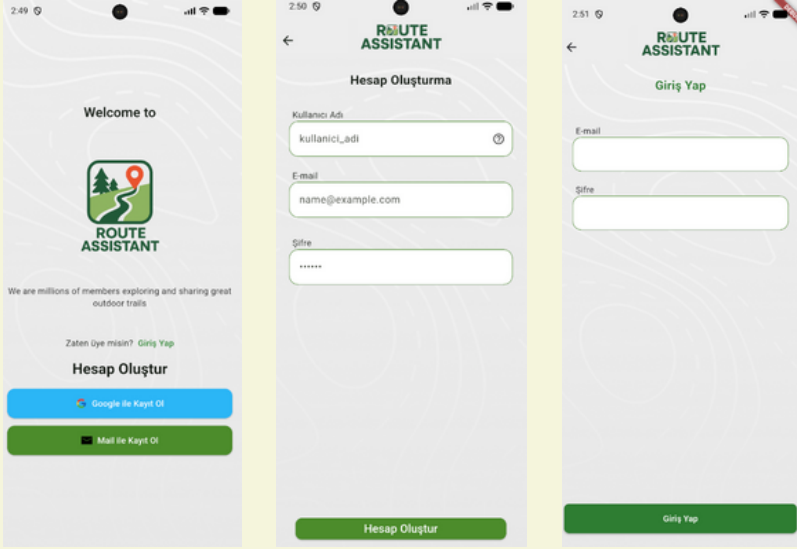 2:49
Welcome to
ROUTE
ASSISTANT
We are millions of members exploring and sharing great
outdoor trails
Zaten üye misin? Giriş Yap
Hesap Oluştur
Google ile Kayıt Ol
Mail ile Kayıt Ol
2:50
ROUTE
ASSISTANT
Hesap Oluşturma
Kullanıcı Adı
kullanici_adi
E-mail
name@example.com
Şifre
••••••
Hesap Oluştur
2:51
ROUTE
ASSISTANT
Giriş Yap
E-mail
Şifre
Giriş Yap